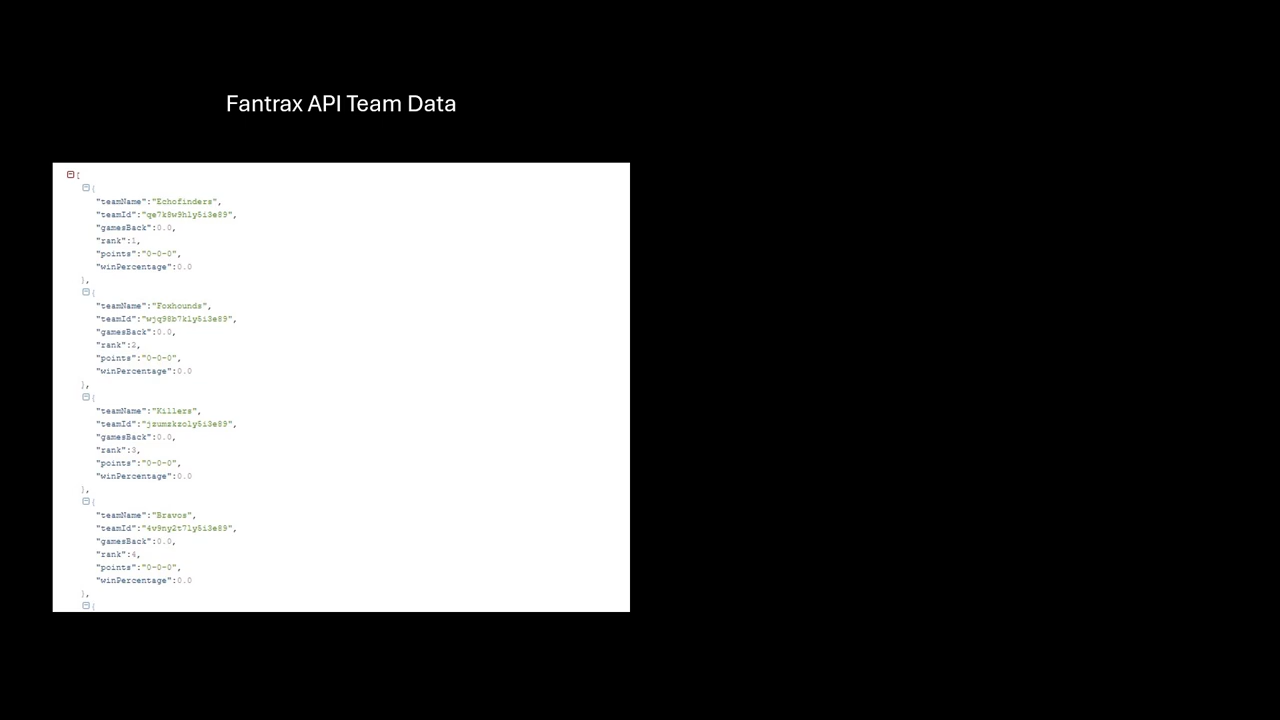 Fantrax API Team Data
[
{
"teamName":"Echofinders",
"teamId":"qe7k8w9hly5i3e89",
"gamesBack":0.0,
"rank":1,
"points":"0-0-0",
"winPercentage":0.0
},
{
"teamName":"Foxhounds",
"teamId":"wjq98b7kly5i3e89",
"gamesBack":0.0,
"rank":2,
"points":"0-0-0",
"winPercentage":0.0
},
{
"teamName":"Killers",
"teamId":"jzumzkzoly5i3e89",
"gamesBack":0.0,
"rank":3,
"points":"0-0-0",
"winPercentage":0.0
},
{
"teamName":"Bravos",
"teamId":"4v9ny2t7ly5i3e89",
"gamesBack":0.0,
"rank":4,
"points":"0-0-0",
"winPercentage":0.0
},
{